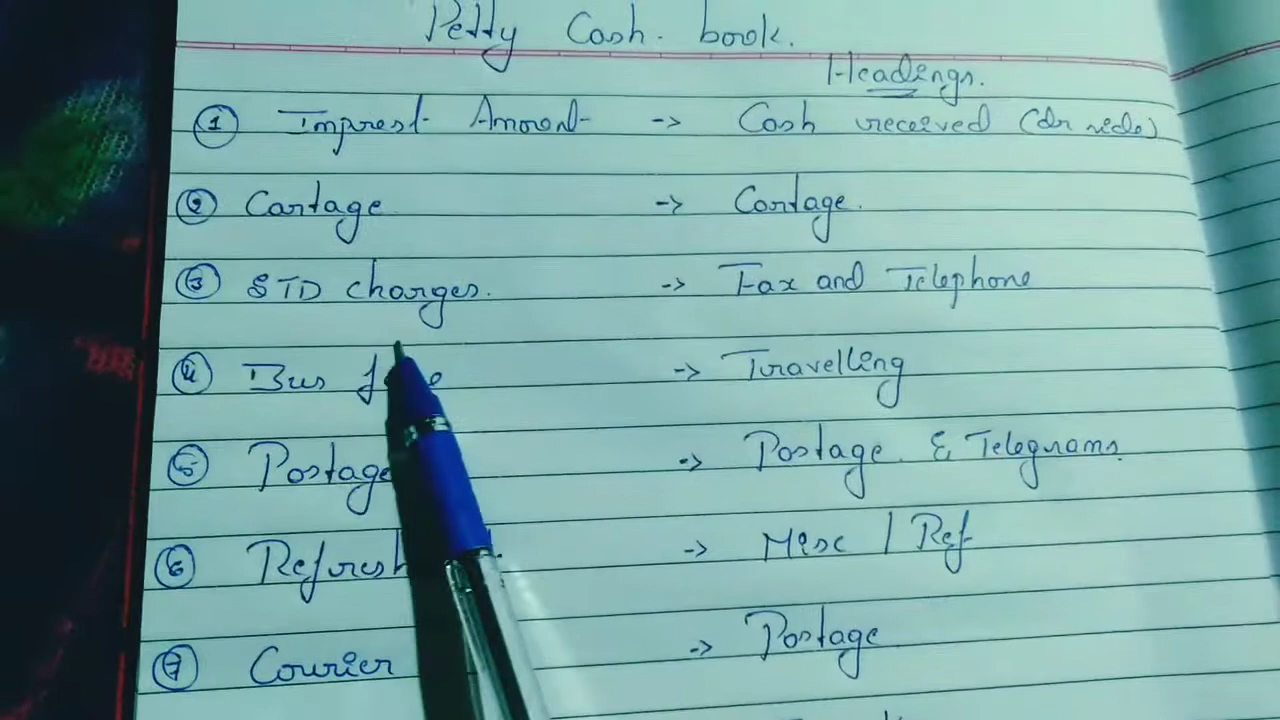 Petty Cash book.
Headings.
① Imprest Amount → Cash received (dr side)
② Cartage → Cartage.
③ STD charges. → Fax and Telephone
④ Bus → Travelling
⑤ Postage → Postage & Telegrams.
⑥ → Misc / Ref
⑦ Courier → Postage